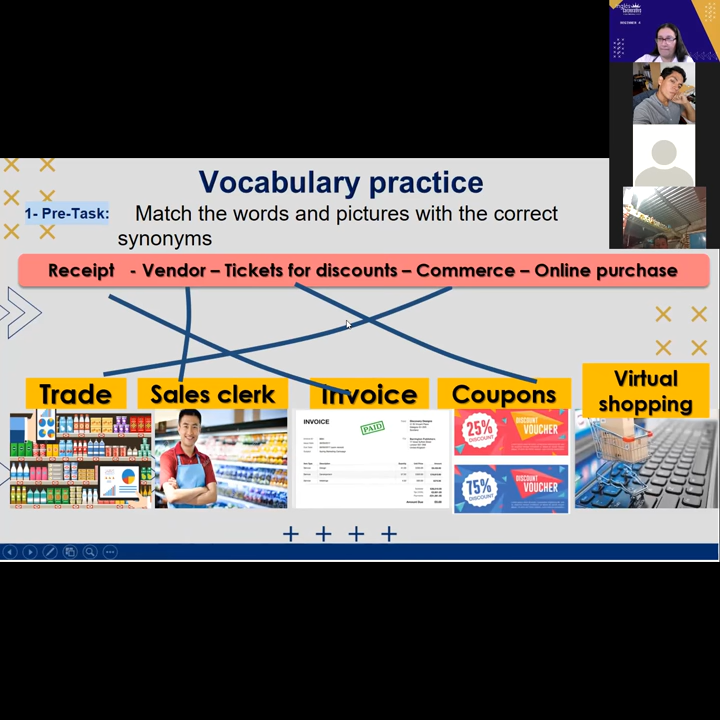 BEGINNER 3
Vocabulary practice
1- Pre-Task:
Match the words and pictures with the correct
synonyms
Receipt - Vendor – Tickets for discounts – Commerce – Online purchase
Trade
Sales clerk
Invoice
Coupons
Virtual
shopping
INVOICE
PAID
25%
DISCOUNT
DISCOUNT
VOUCHER
75%
DISCOUNT
DISCOUNT
VOUCHER